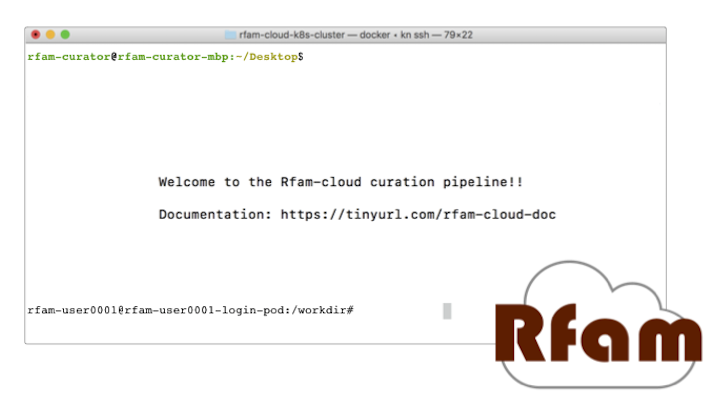 rfam-cloud-k8s-cluster — docker • kn ssh — 79×22
rfam-curator@rfam-curator-mbp:~/Desktop$
Welcome to the Rfam-cloud curation pipeline!!
Documentation: https://tinyurl.com/rfam-cloud-doc
rfam-user0001@rfam-user0001-login-pod:/workdir#
Rfam